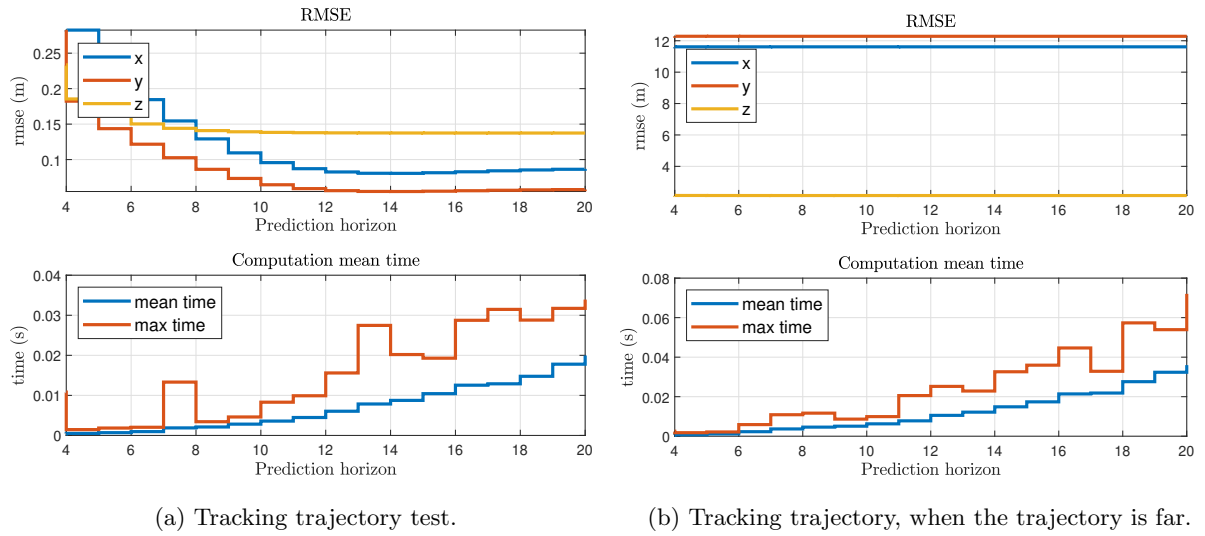 RMSE
0.25
0.2
0.15
0.1
rmse (m)
x
y
z
4 6 8 10 12 14 16 18 20
Prediction horizon
Computation mean time
0.04
0.03
0.02
0.01
0
time (s)
mean time
max time
4 6 8 10 12 14 16 18 20
Prediction horizon
(a) Tracking trajectory test.
RMSE
12
10
8
6
4
2
rmse (m)
x
y
z
4 6 8 10 12 14 16 18 20
Prediction horizon
Computation mean time
0.08
0.06
0.04
0.02
0
time (s)
mean time
max time
4 6 8 10 12 14 16 18 20
Prediction horizon
(b) Tracking trajectory, when the trajectory is far.